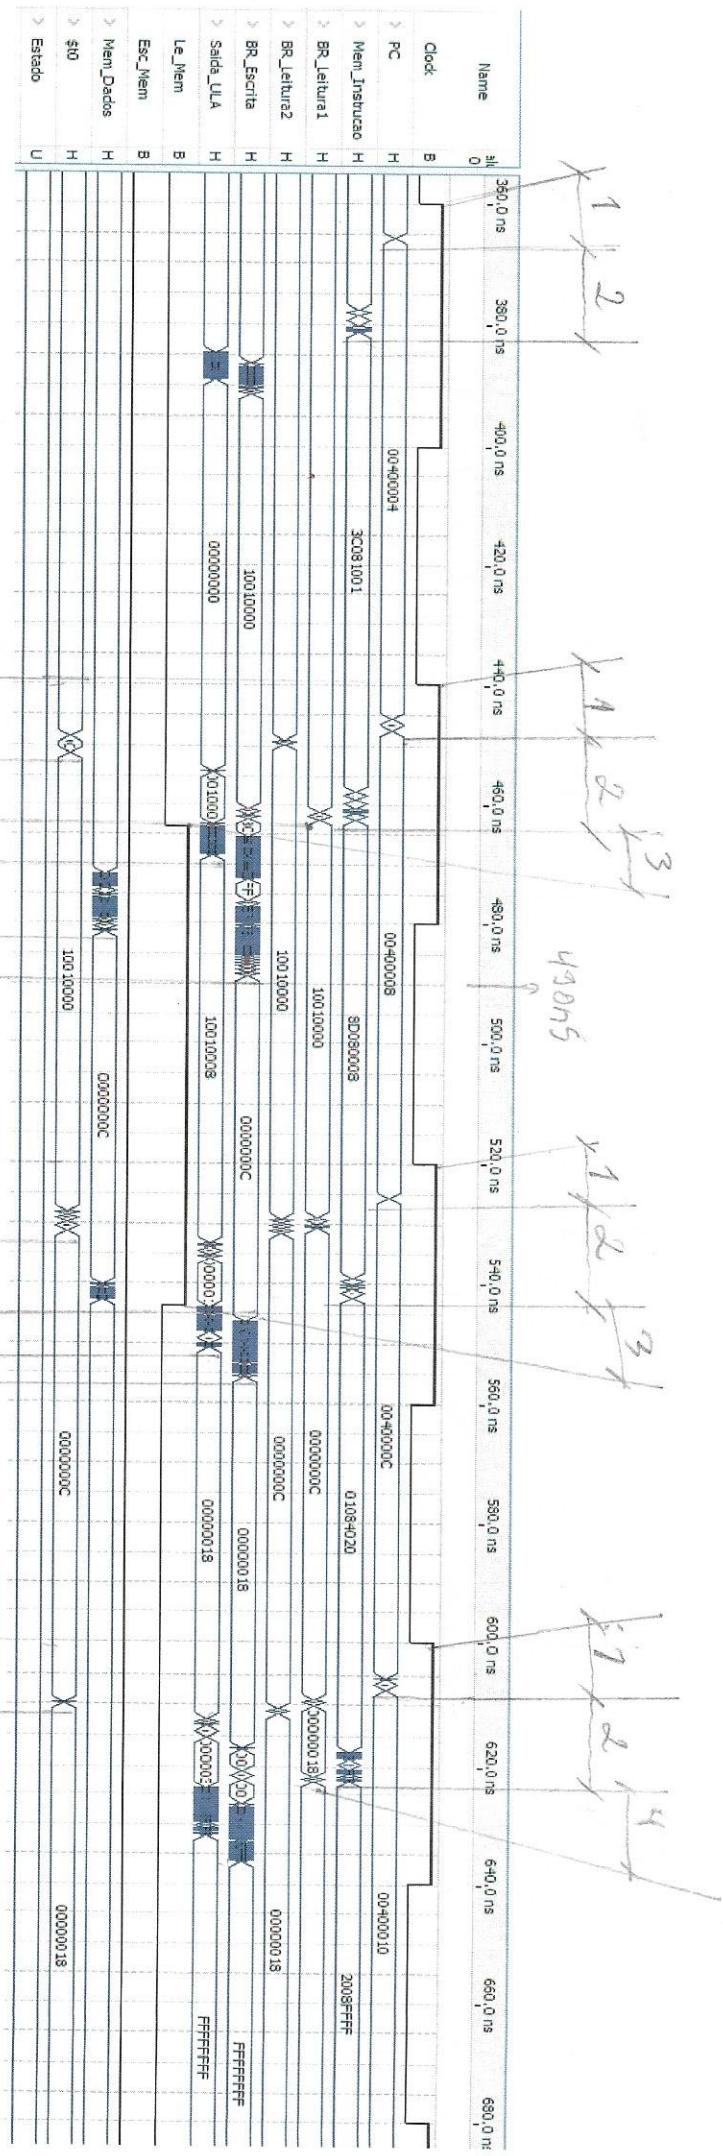 Name
0
360,0 ns 380,0 ns 400,0 ns 420,0 ns 440,0 ns 460,0 ns 480,0 ns 500,0 ns 520,0 ns 540,0 ns 560,0 ns 580,0 ns 600,0 ns 620,0 ns 640,0 ns 660,0 ns 680,0 ns
Clock B
PC H 00400004 00400008 0040000C 00400010
Mem_Instrucao H 3C081001 8D080008 01084020 2008FFFF
BR_Leitura1 H 10010000 0000000C 00000018
BR_Leitura2 H 10010000 0000000C 00000018
BR_Escrita H 10010000 0000000C 00000018 FFFFFFFF
Saida_ULA H 00000000 10010008 00000018 FFFFFFFF
Le_Mem B
Esc_Mem B
Mem_Dados H 0000000C
$t0 H 10010000 0000000C 00000018
Estado U
1 2
1 2 3
490ns
1 2 3
1 2 4